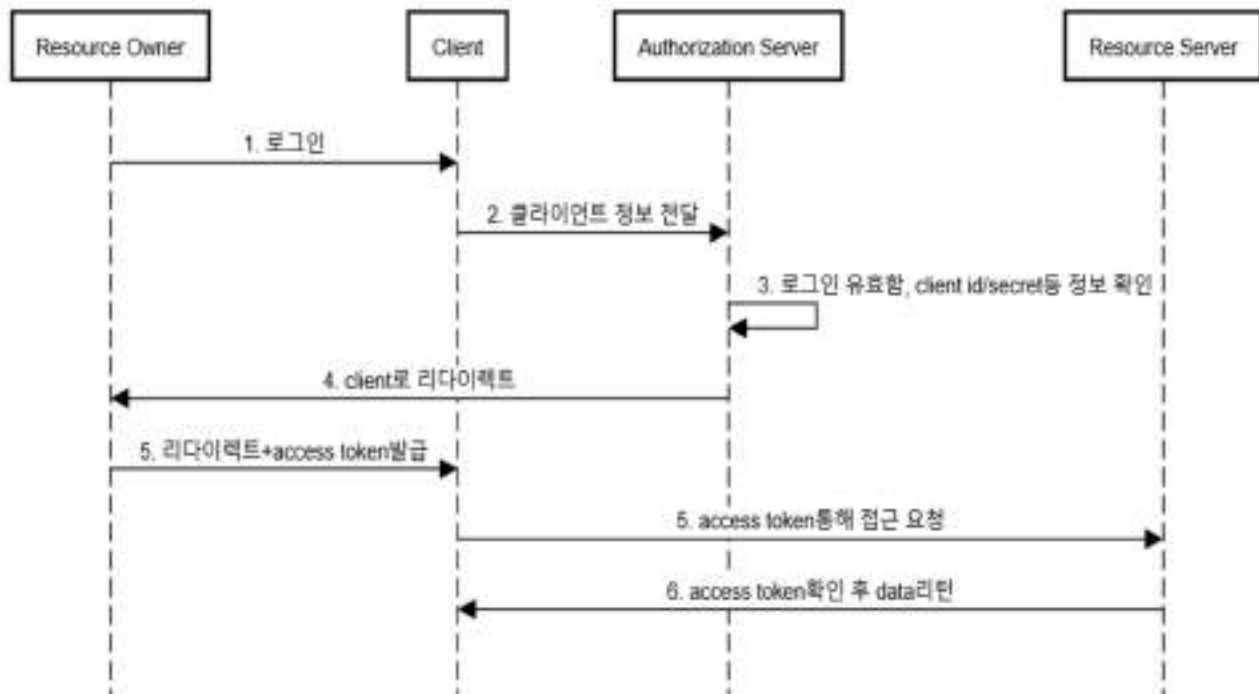 Resource Owner
Client
Authorization Server
Resource Server
1. 로그인
2. 클라이언트 정보 전달
3. 로그인 유효함, client id/secret등 정보 확인
4. client로 리다이렉트
5. 리다이렉트+access token발급
5. access token통해 접근 요청
6. access token확인 후 data리턴